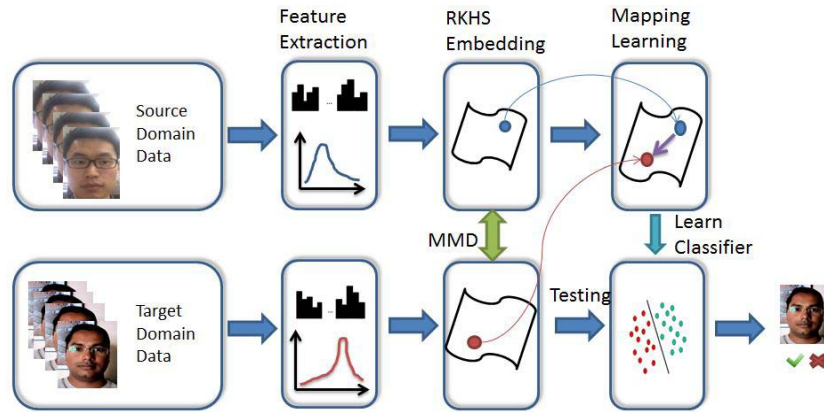 Feature
Extraction
RKHS
Embedding
Mapping
Learning
Source
Domain
Data
...
MMD
Learn
Classifier
Target
Domain
Data
...
Testing